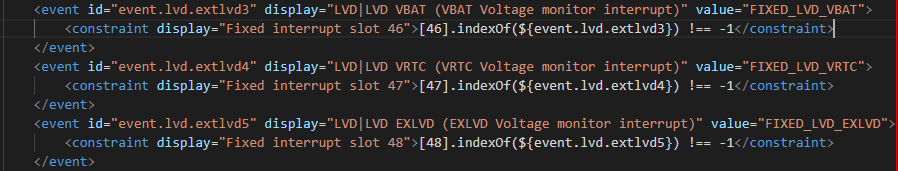 <event id="event.lvd.extlvd3" display="LVD|LVD VBAT (VBAT Voltage monitor interrupt)" value="FIXED_LVD_VBAT">
<constraint display="Fixed interrupt slot 46">[46].indexOf(${event.lvd.extlvd3}) !== -1</constraint>
</event>
<event id="event.lvd.extlvd4" display="LVD|LVD VRTC (VRTC Voltage monitor interrupt)" value="FIXED_LVD_VRTC">
<constraint display="Fixed interrupt slot 47">[47].indexOf(${event.lvd.extlvd4}) !== -1</constraint>
</event>
<event id="event.lvd.extlvd5" display="LVD|LVD EXLVD (EXLVD Voltage monitor interrupt)" value="FIXED_LVD_EXLVD">
<constraint display="Fixed interrupt slot 48">[48].indexOf(${event.lvd.extlvd5}) !== -1</constraint>
</event>